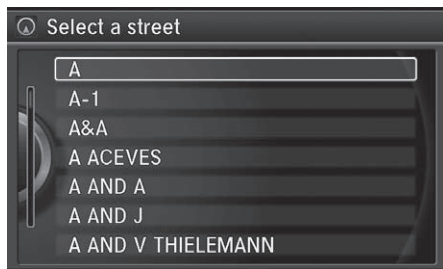 Select a street
A
A-1
A&A
A ACEVES
A AND A
A AND J
A AND V THIELEMANN